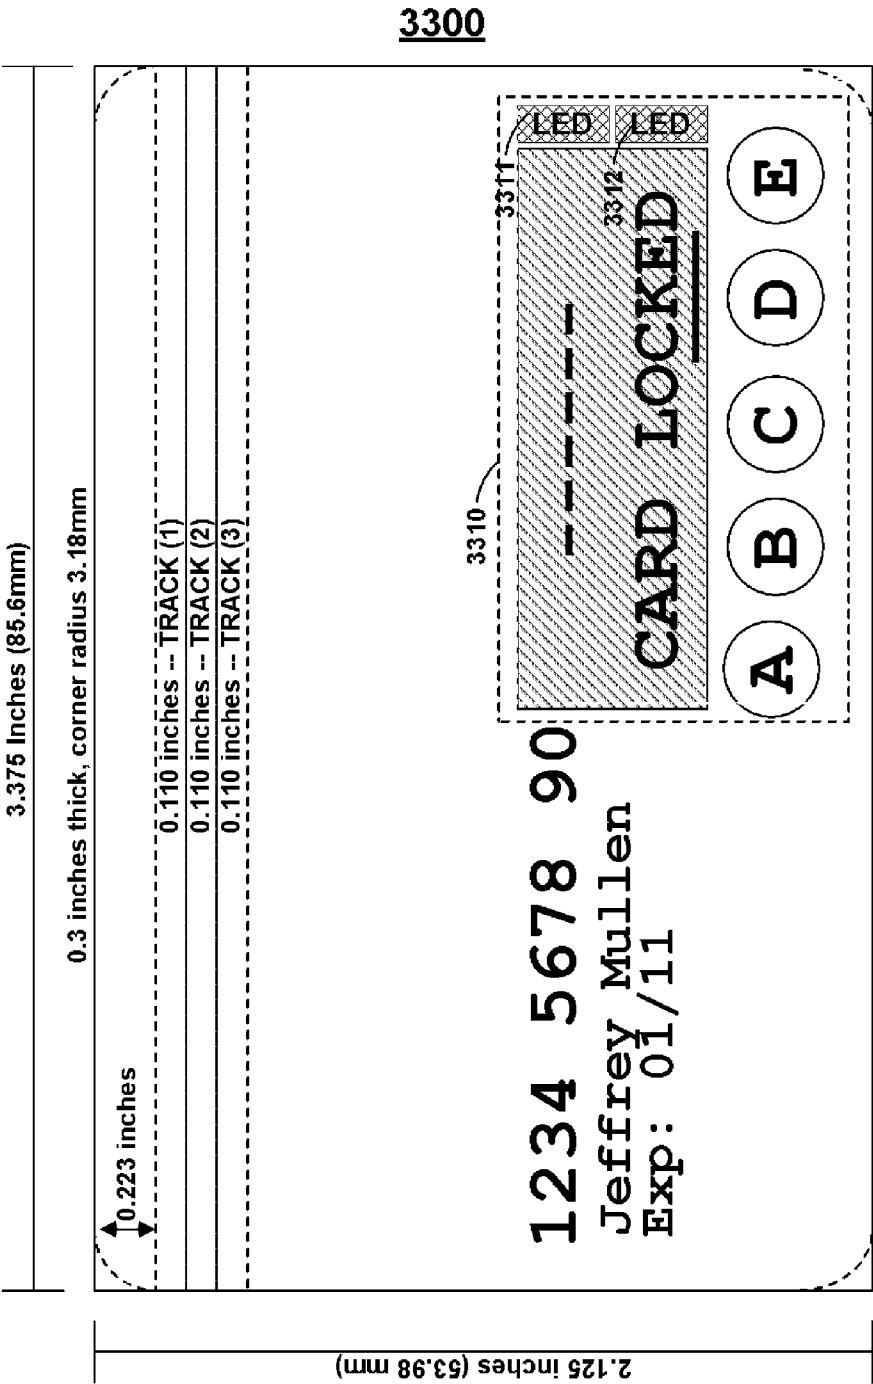 3300
3.375 Inches (85.6mm)
0.3 inches thick, corner radius 3.18mm
0.223 inches
0.110 inches -- TRACK (1)
0.110 inches -- TRACK (2)
0.110 inches -- TRACK (3)
3310
3311
LED
3312
LED
1234 5678 90
Jeffrey Mullen
Exp: 01/11
------
CARD LOCKED
A
B
C
D
E
2.125 inches (53.98 mm)